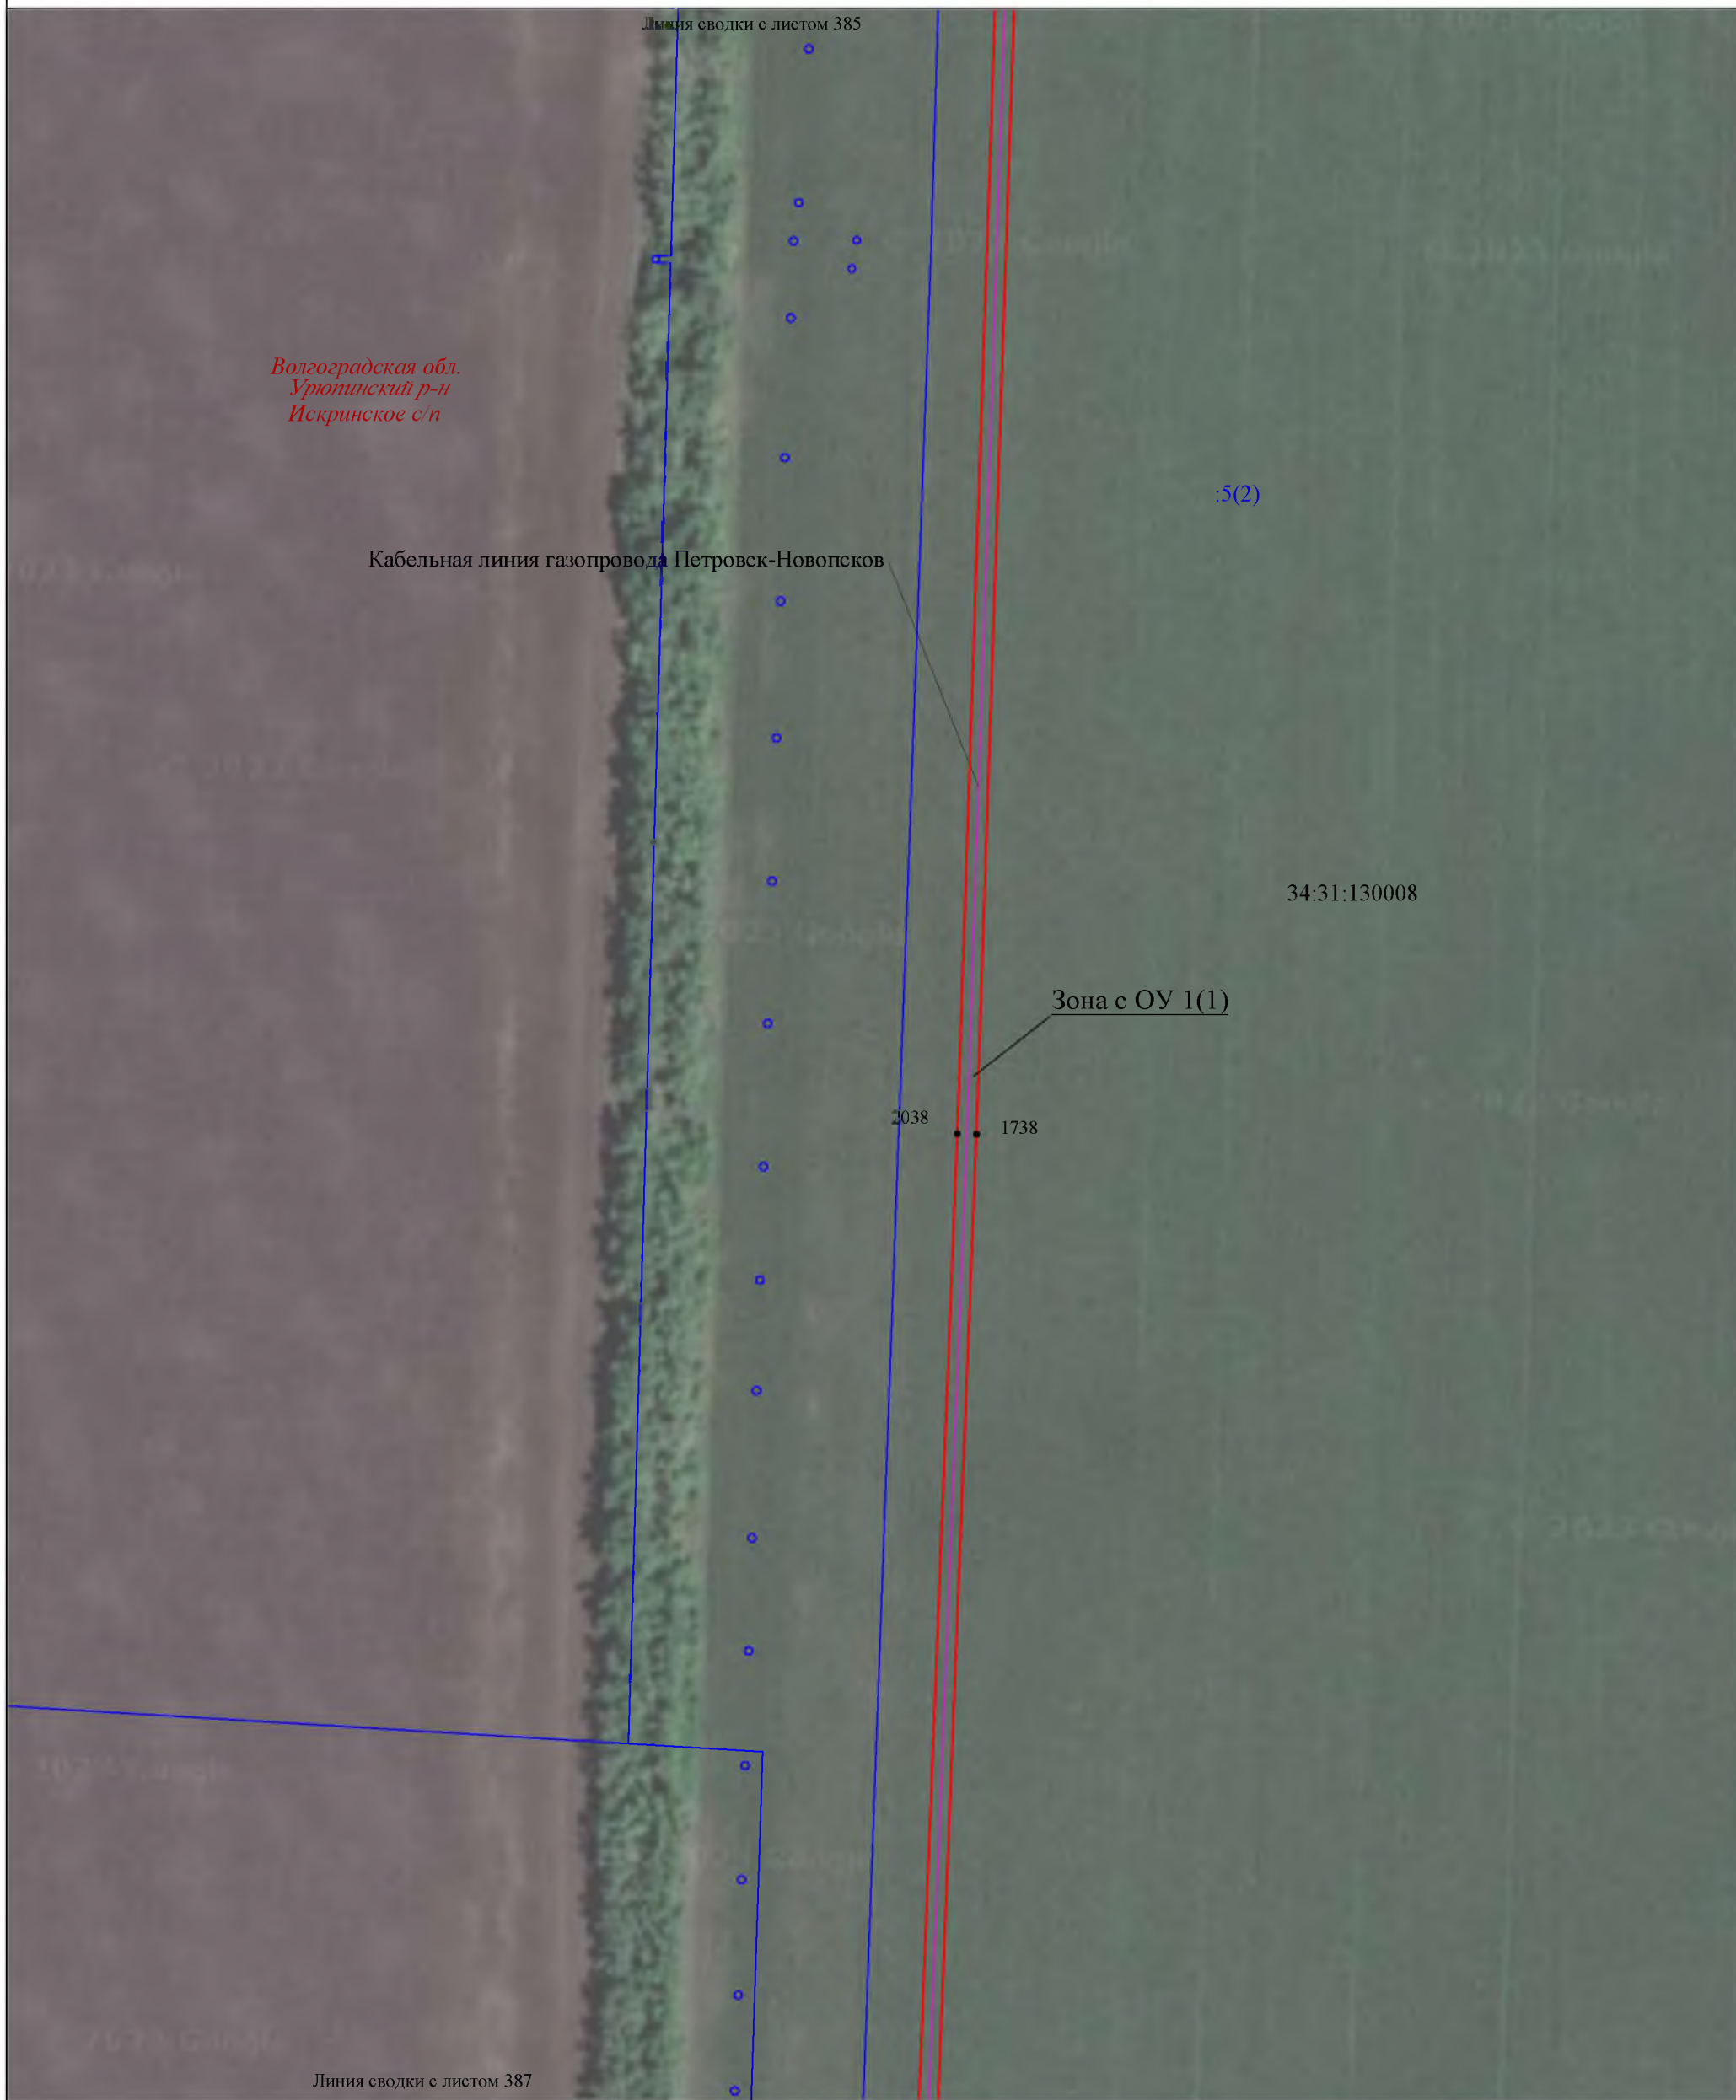 Линия сводки с листом 385
Волгоградская обл.
Урюпинский р-н
Искринское с/п
:5(2)
Кабельная линия газопровода Петровск-Новопсков
34:31:130008
Зона с ОУ 1(1)
2038
1738
Линия сводки с листом 387